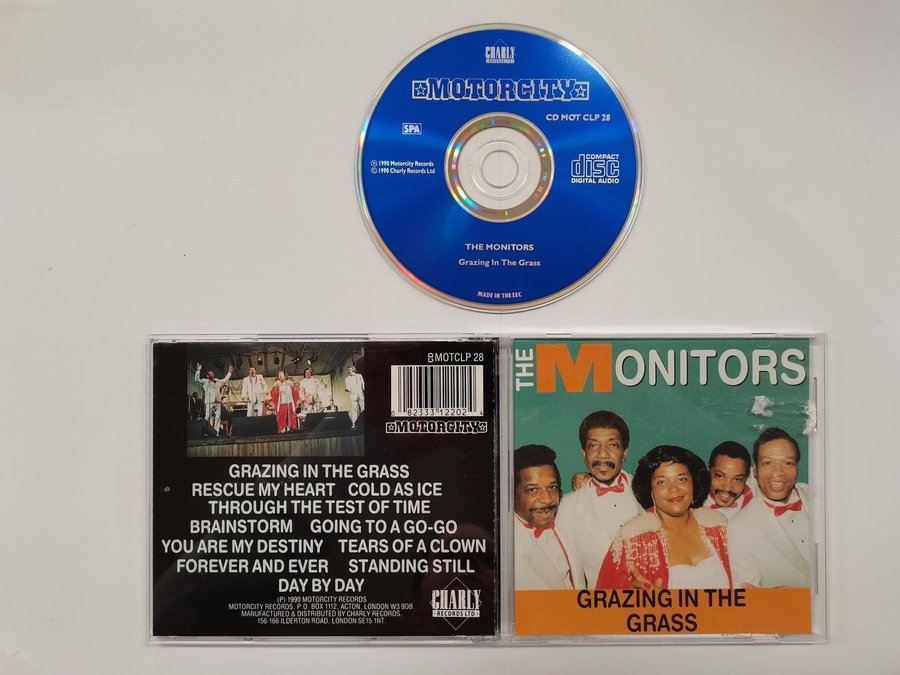 CHARLY
MOTORCITY
CD MOT CLP 28
SPA
℗ 1990 Motorcity Records
© 1990 Charly Records Ltd
COMPACT
disc
DIGITAL AUDIO
THE MONITORS
Grazing In The Grass
MADE IN THE EEC
CD MOTCLP 28
0 82333 12202 4
MOTORCITY
GRAZING IN THE GRASS
RESCUE MY HEART COLD AS ICE
THROUGH THE TEST OF TIME
BRAINSTORM GOING TO A GO-GO
YOU ARE MY DESTINY TEARS OF A CLOWN
FOREVER AND EVER STANDING STILL
DAY BY DAY
(P) 1990 MOTORCITY RECORDS
MOTORCITY RECORDS, P.O. BOX 1112, ACTON, LONDON W3 9DB.
MANUFACTURED & DISTRIBUTED BY CHARLY RECORDS,
156-166 ILDERTON ROAD, LONDON SE15 1NT.
CHARLY
RECORDS LTD
THE MONITORS
GRAZING IN THE
GRASS